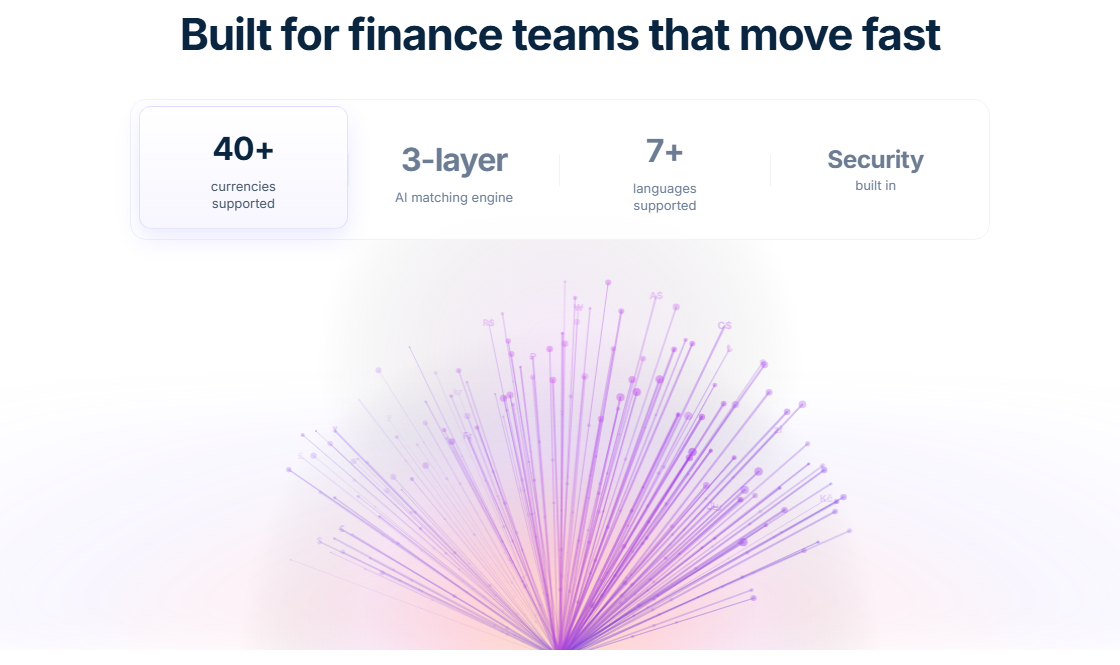 Built for finance teams that move fast
40+
currencies
supported
3-layer
AI matching engine
7+
languages
supported
Security
built in
A$
R$
C$
Kč